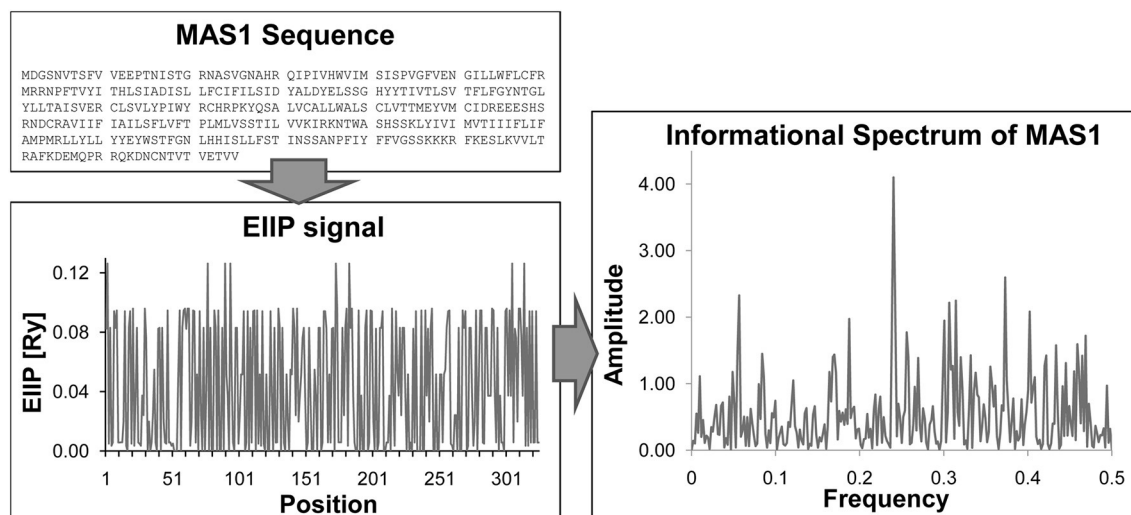 MAS1 Sequence
MDGSNVTSFV VEEPTNISTG RNASVGNAHR QIPIVHWVIM SISPVGFVEN GILLWFLCFR
MRRNPFTVYI THLSIADISL LFCIFILSID YALDYELSSG HYYTIVTLSV TFLFGYNTGL
YLLTAISVER CLSVLYPIWY RCHRPKYQSA LVCALLWALS CLVTTMEYVM CIDREEESHS
RNDCRAVIIF IAILSFLVFT PLMLVSSTIL VVKIRKNTWA SHSSKLYIVI MVTIIIFLIF
AMPMRLLYLL YYEYWSTFGN LHHISLLFST INSSANPFIY FFVGSSKKKR FKESLKVVLT
RAFKDEMQPR RQKDNCNTVT VETVV
EIIP signal
EIIP [Ry]
0.12
0.08
0.04
0.00
1 51 101 151 201 251 301
Position
Informational Spectrum of MAS1
Amplitude
4.00
3.00
2.00
1.00
0.00
0 0.1 0.2 0.3 0.4 0.5
Frequency